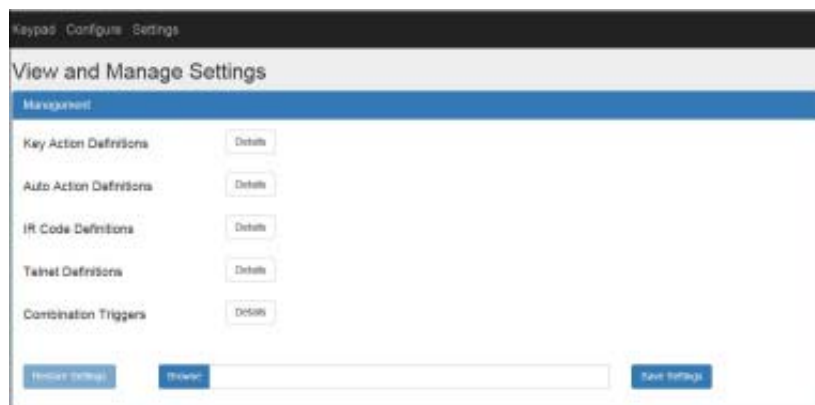 Keypad Configure Settings
View and Manage Settings
Management
Key Action Definitions Details
Auto Action Definitions Details
IR Code Definitions Details
Telnet Definitions Details
Combination Triggers Details
Restore Settings Browse Save Settings